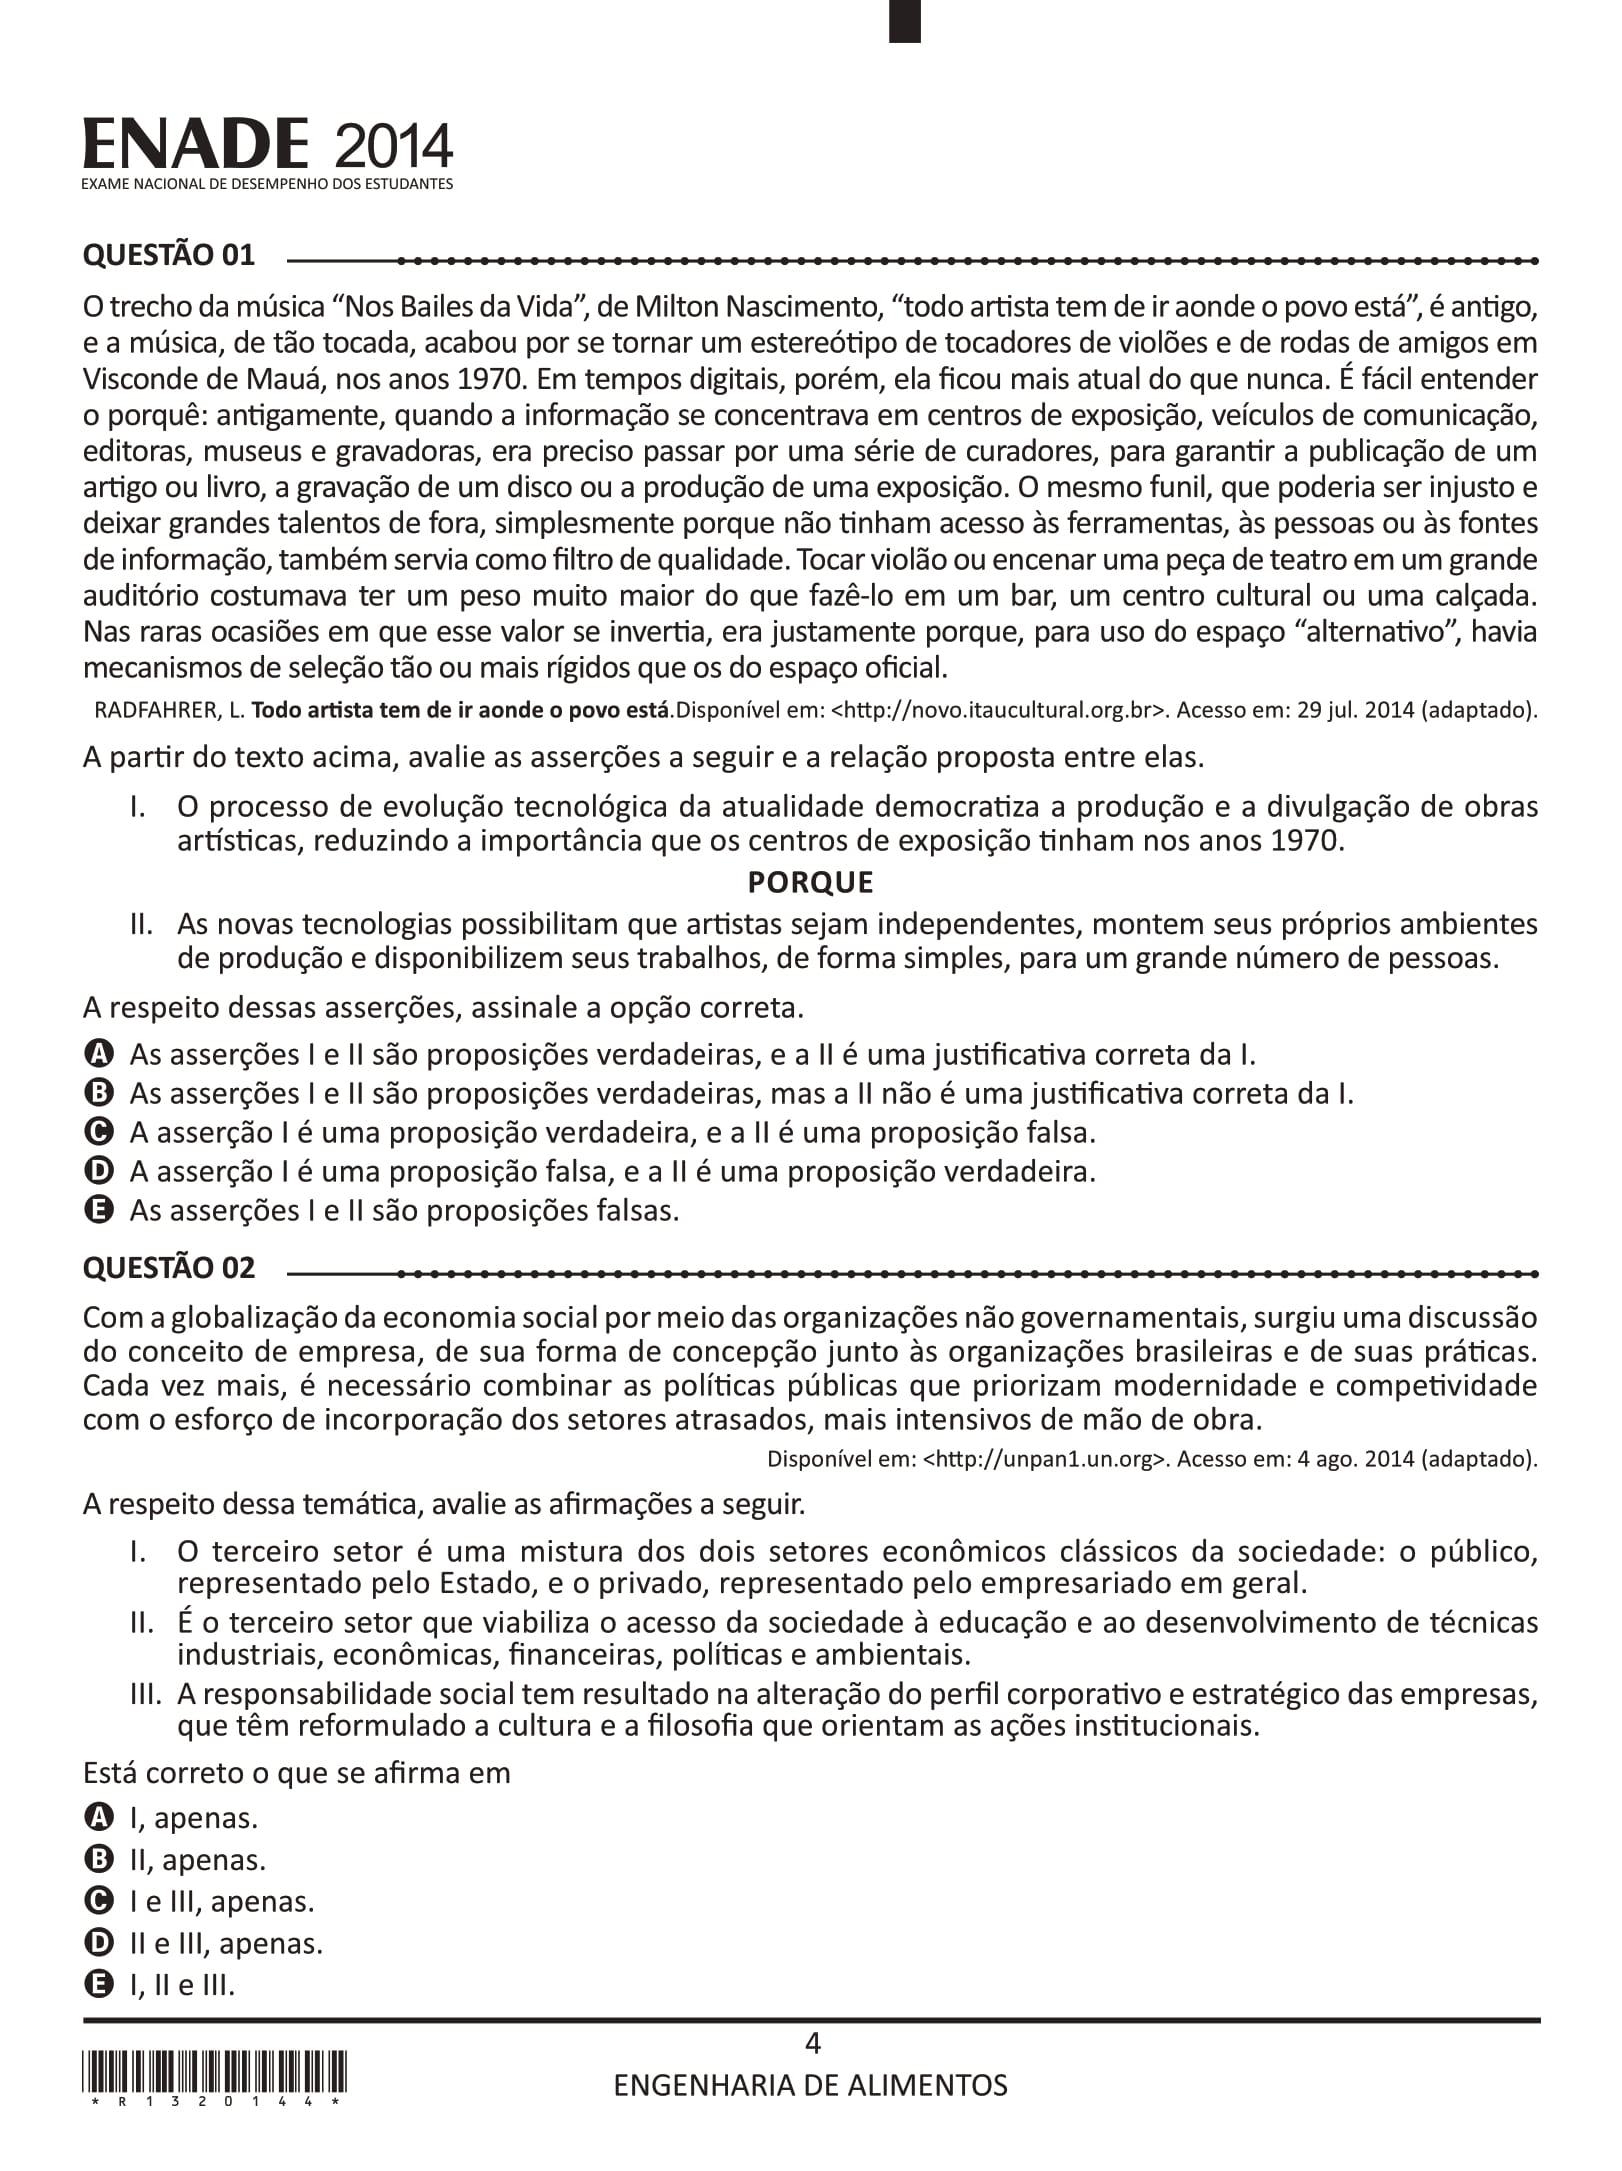 ENADE 2014
EXAME NACIONAL DE DESEMPENHO DOS ESTUDANTES
QUESTÃO 01
O trecho da música “Nos Bailes da Vida”, de Milton Nascimento, “todo artista tem de ir aonde o povo está”, é antigo,
e a música, de tão tocada, acabou por se tornar um estereótipo de tocadores de violões e de rodas de amigos em
Visconde de Mauá, nos anos 1970. Em tempos digitais, porém, ela ficou mais atual do que nunca. É fácil entender
o porquê: antigamente, quando a informação se concentrava em centros de exposição, veículos de comunicação,
editoras, museus e gravadoras, era preciso passar por uma série de curadores, para garantir a publicação de um
artigo ou livro, a gravação de um disco ou a produção de uma exposição. O mesmo funil, que poderia ser injusto e
deixar grandes talentos de fora, simplesmente porque não tinham acesso às ferramentas, às pessoas ou às fontes
de informação, também servia como filtro de qualidade. Tocar violão ou encenar uma peça de teatro em um grande
auditório costumava ter um peso muito maior do que fazê-lo em um bar, um centro cultural ou uma calçada.
Nas raras ocasiões em que esse valor se invertia, era justamente porque, para uso do espaço “alternativo”, havia
mecanismos de seleção tão ou mais rígidos que os do espaço oficial.
RADFAHRER, L. Todo artista tem de ir aonde o povo está.Disponível em: <http://novo.itaucultural.org.br>. Acesso em: 29 jul. 2014 (adaptado).
A partir do texto acima, avalie as asserções a seguir e a relação proposta entre elas.
I. O processo de evolução tecnológica da atualidade democratiza a produção e a divulgação de obras
artísticas, reduzindo a importância que os centros de exposição tinham nos anos 1970.
PORQUE
II. As novas tecnologias possibilitam que artistas sejam independentes, montem seus próprios ambientes
de produção e disponibilizem seus trabalhos, de forma simples, para um grande número de pessoas.
A respeito dessas asserções, assinale a opção correta.
A As asserções I e II são proposições verdadeiras, e a II é uma justificativa correta da I.
B As asserções I e II são proposições verdadeiras, mas a II não é uma justificativa correta da I.
C A asserção I é uma proposição verdadeira, e a II é uma proposição falsa.
D A asserção I é uma proposição falsa, e a II é uma proposição verdadeira.
E As asserções I e II são proposições falsas.
QUESTÃO 02
Com a globalização da economia social por meio das organizações não governamentais, surgiu uma discussão
do conceito de empresa, de sua forma de concepção junto às organizações brasileiras e de suas práticas.
Cada vez mais, é necessário combinar as políticas públicas que priorizam modernidade e competividade
com o esforço de incorporação dos setores atrasados, mais intensivos de mão de obra.
Disponível em: <http://unpan1.un.org>. Acesso em: 4 ago. 2014 (adaptado).
A respeito dessa temática, avalie as afirmações a seguir.
I. O terceiro setor é uma mistura dos dois setores econômicos clássicos da sociedade: o público,
representado pelo Estado, e o privado, representado pelo empresariado em geral.
II. É o terceiro setor que viabiliza o acesso da sociedade à educação e ao desenvolvimento de técnicas
industriais, econômicas, financeiras, políticas e ambientais.
III. A responsabilidade social tem resultado na alteração do perfil corporativo e estratégico das empresas,
que têm reformulado a cultura e a filosofia que orientam as ações institucionais.
Está correto o que se afirma em
A I, apenas.
B II, apenas.
C I e III, apenas.
D II e III, apenas.
E I, II e III.
4
ENGENHARIA DE ALIMENTOS
* R 1 3 2 0 1 4 4 *